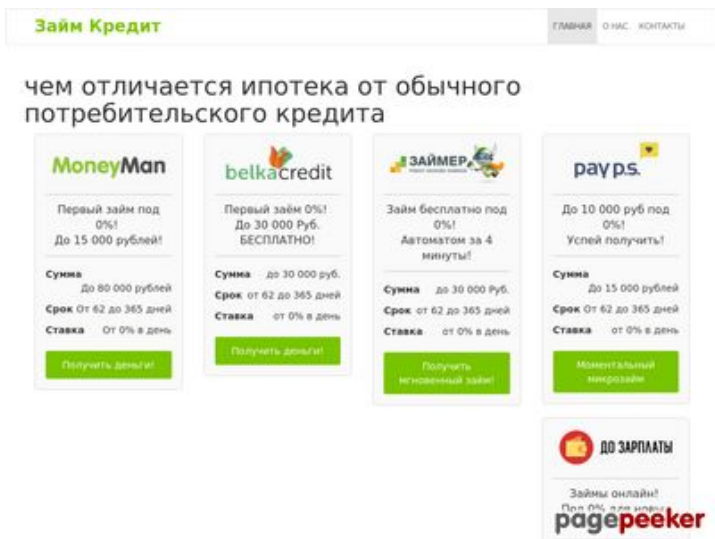 Займ Кредит
ГЛАВНАЯ О НАС КОНТАКТЫ
чем отличается ипотека от обычного
потребительского кредита
MoneyMan
Первый займ под
0%!
До 15 000 рублей!
Сумма
До 80 000 рублей
Срок От 62 до 365 дней
Ставка От 0% в день
Получить деньги!
belkacredit
Первый заём 0%!
До 30 000 Руб.
БЕСПЛАТНО!
Сумма до 30 000 руб.
Срок от 62 до 365 дней
Ставка от 0% в день
Получить деньги!
ЗАЙМЕР
Займ бесплатно под
0%!
Автоматом за 4
минуты!
Сумма до 30 000 Руб.
Срок от 62 до 365 дней
Ставка от 0% в день
Получить
мгновенный займ!
pay p.s.
До 10 000 руб под
0%!
Успей получить!
Сумма
До 15 000 рублей
Срок От 62 до 365 дней
Ставка от 0% в день
Моментальный
микрозайм
ДО ЗАРПЛАТЫ
Займы онлайн!
Под 0% для новых
pagepeeker